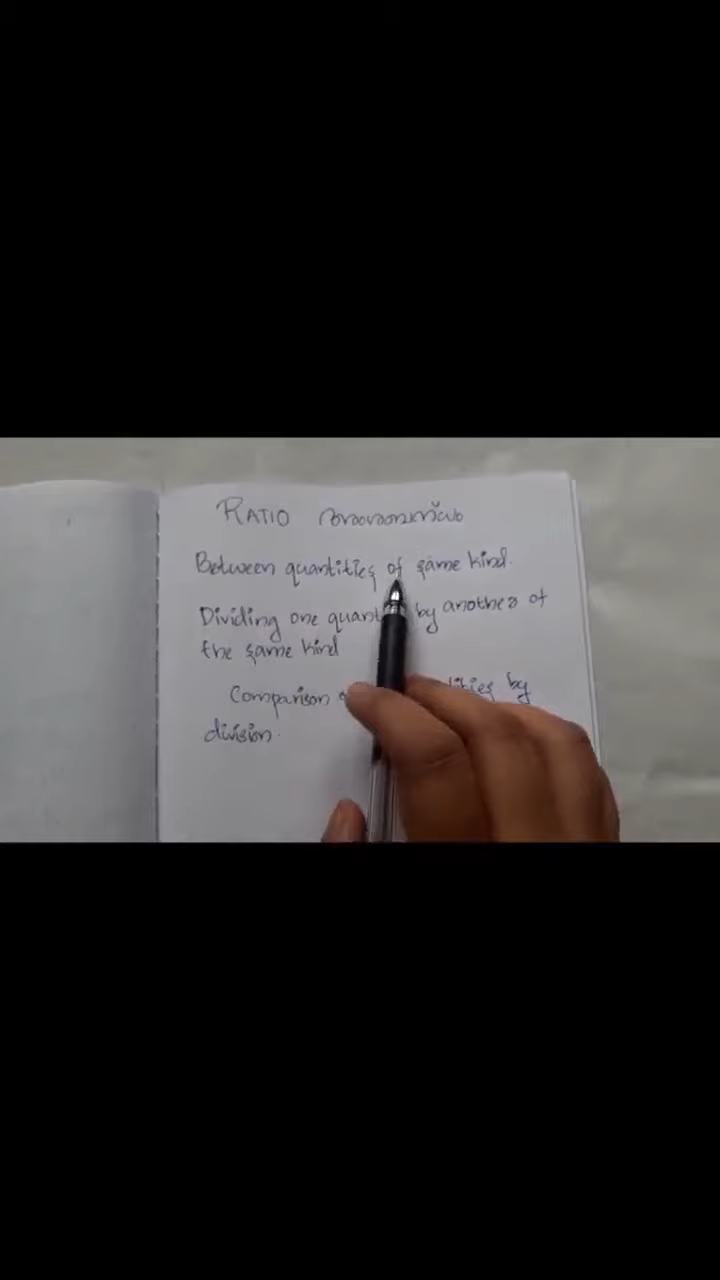 RATIO
Between quantities of same kind.
Dividing one by another of
the same kind
Comparison by
division.